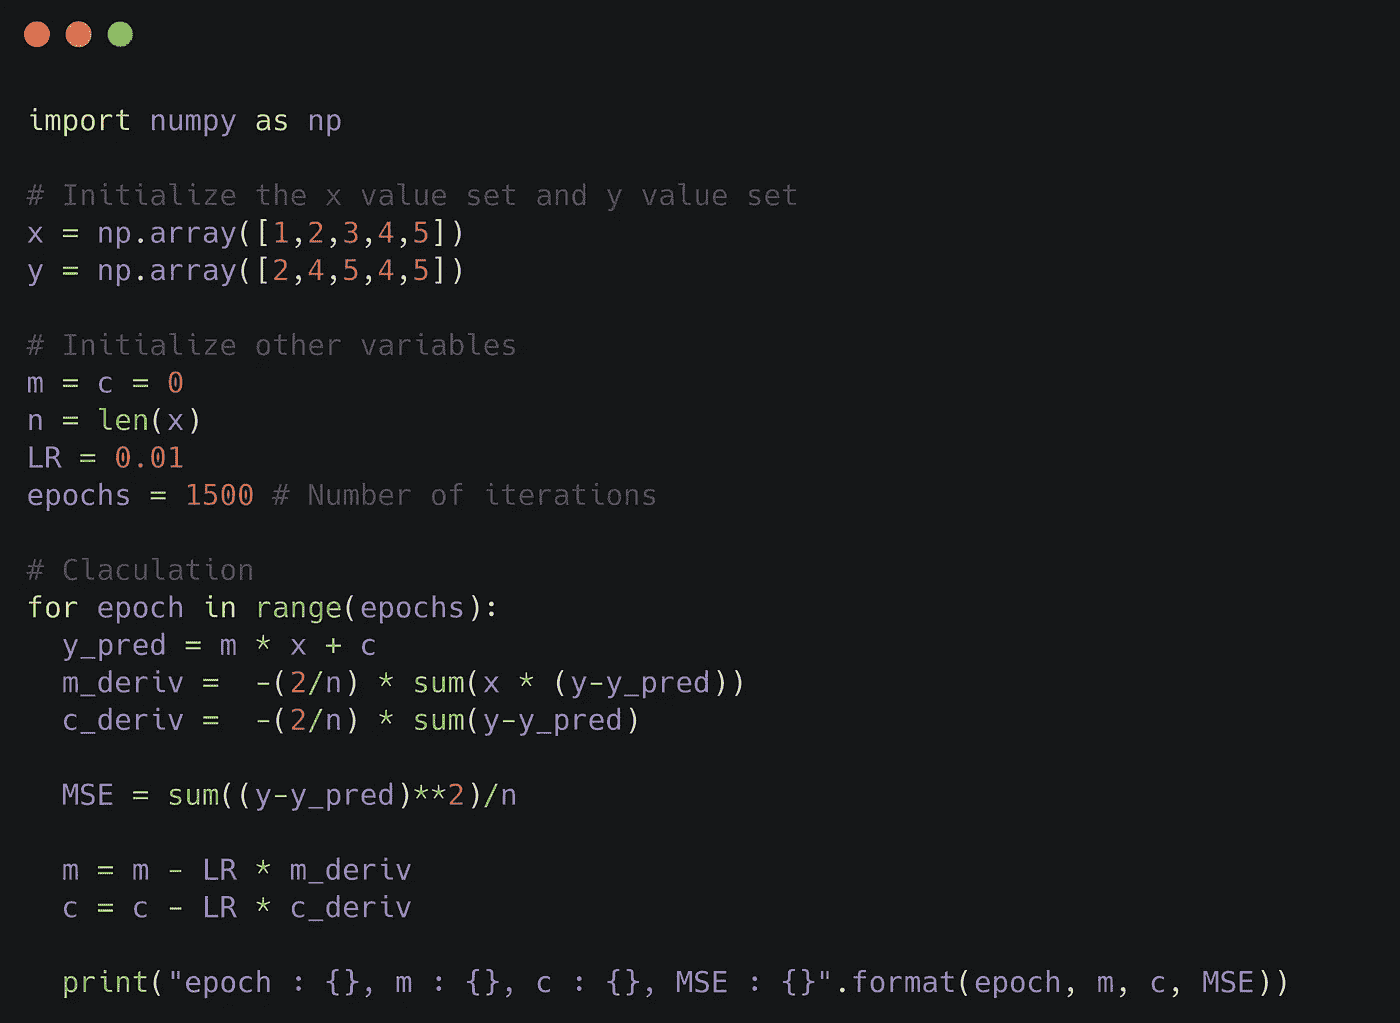 import numpy as np
# Initialize the x value set and y value set
x = np.array([1,2,3,4,5])
y = np.array([2,4,5,4,5])
# Initialize other variables
m = c = 0
n = len(x)
LR = 0.01
epochs = 1500 # Number of iterations
# Claculation
for epoch in range(epochs):
  y_pred = m * x + c
  m_deriv =  -(2/n) * sum(x * (y-y_pred))
  c_deriv =  -(2/n) * sum(y-y_pred)
  MSE = sum((y-y_pred)**2)/n
  m = m - LR * m_deriv
  c = c - LR * c_deriv
  print("epoch : {}, m : {}, c : {}, MSE : {}".format(epoch, m, c, MSE))